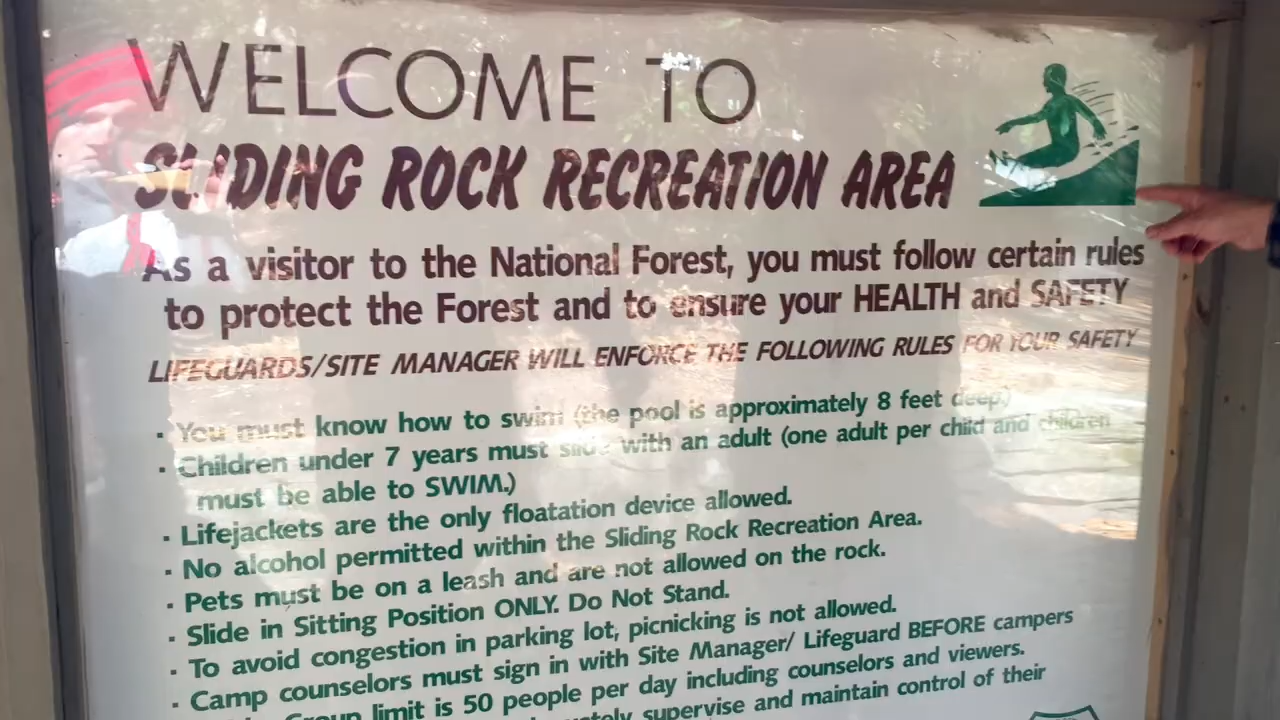 WELCOME TO
SLIDING ROCK RECREATION AREA
As a visitor to the National Forest, you must follow certain rules
to protect the Forest and to ensure your HEALTH and SAFETY
LIFEGUARDS/SITE MANAGER WILL ENFORCE THE FOLLOWING RULES FOR YOUR SAFETY
· You must know how to swim (the pool is approximately 8 feet deep.)
· Children under 7 years must slide with an adult (one adult per child and children
must be able to SWIM.)
· Lifejackets are the only floatation device allowed.
· No alcohol permitted within the Sliding Rock Recreation Area.
· Pets must be on a leash and are not allowed on the rock.
· Slide in Sitting Position ONLY. Do Not Stand.
· To avoid congestion in parking lot, picnicking is not allowed.
· Camp counselors must sign in with Site Manager/ Lifeguard BEFORE campers
Group limit is 50 people per day including counselors and viewers.
supervise and maintain control of their